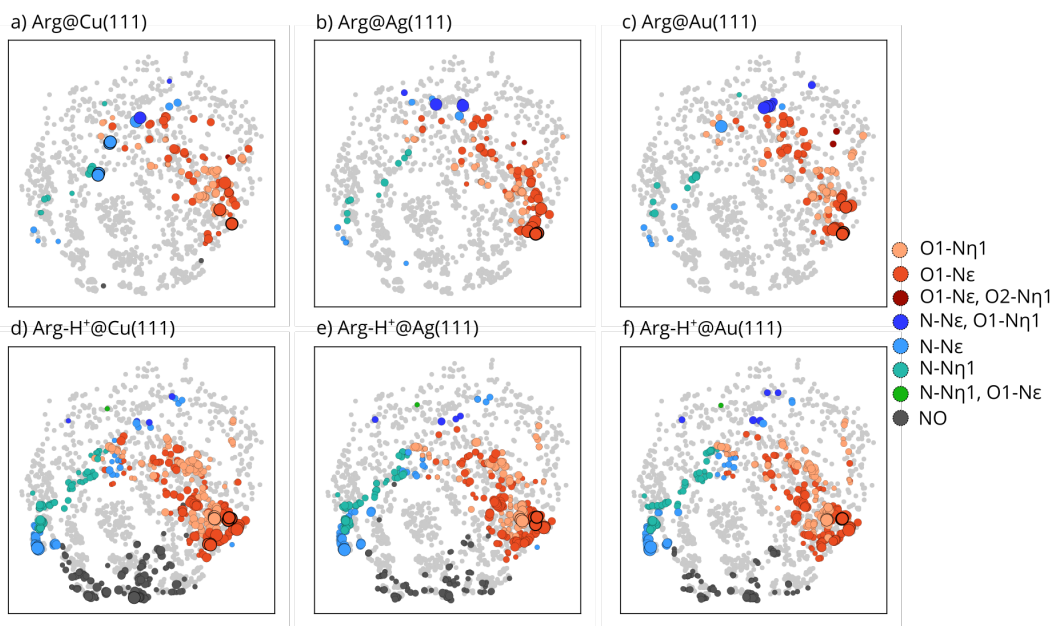 a) Arg@Cu(111)
b) Arg@Ag(111)
c) Arg@Au(111)
O1-Nη1
O1-Nε
O1-Nε, O2-Nη1
N-Nε, O1-Nη1
N-Nε
N-Nη1
N-Nη1, O1-Nε
NO
d) Arg-H⁺@Cu(111)
e) Arg-H⁺@Ag(111)
f) Arg-H⁺@Au(111)